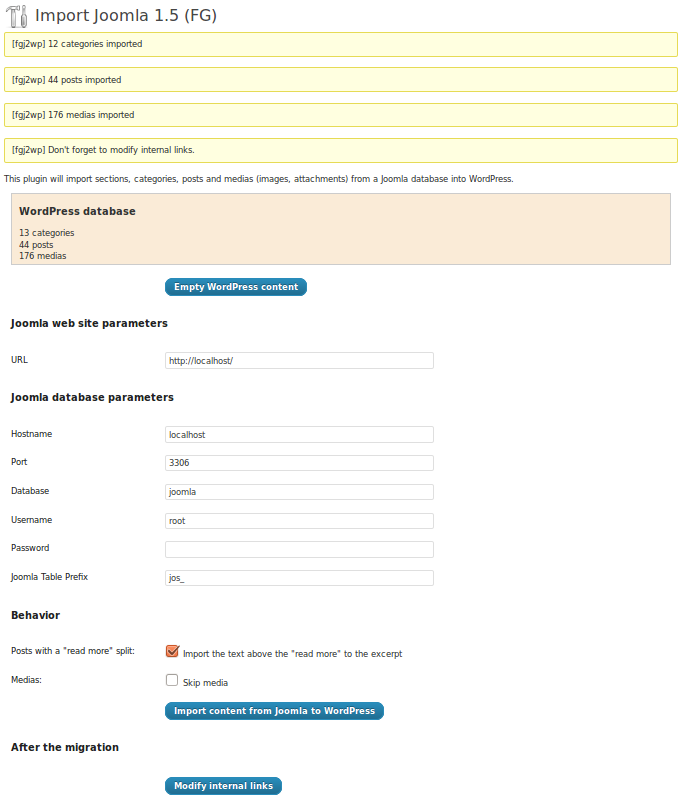 Import Joomla 1.5 (FG)
[fgj2wp] 12 categories imported
[fgj2wp] 44 posts imported
[fgj2wp] 176 medias imported
[fgj2wp] Don't forget to modify internal links.
This plugin will import sections, categories, posts and medias (images, attachments) from a Joomla database into WordPress.
WordPress database
13 categories
44 posts
176 medias
Empty WordPress content
Joomla web site parameters
URL http://localhost/
Joomla database parameters
Hostname localhost
Port 3306
Database joomla
Username root
Password
Joomla Table Prefix jos_
Behavior
Posts with a "read more" split: Import the text above the "read more" to the excerpt
Medias: Skip media
Import content from Joomla to WordPress
After the migration
Modify internal links